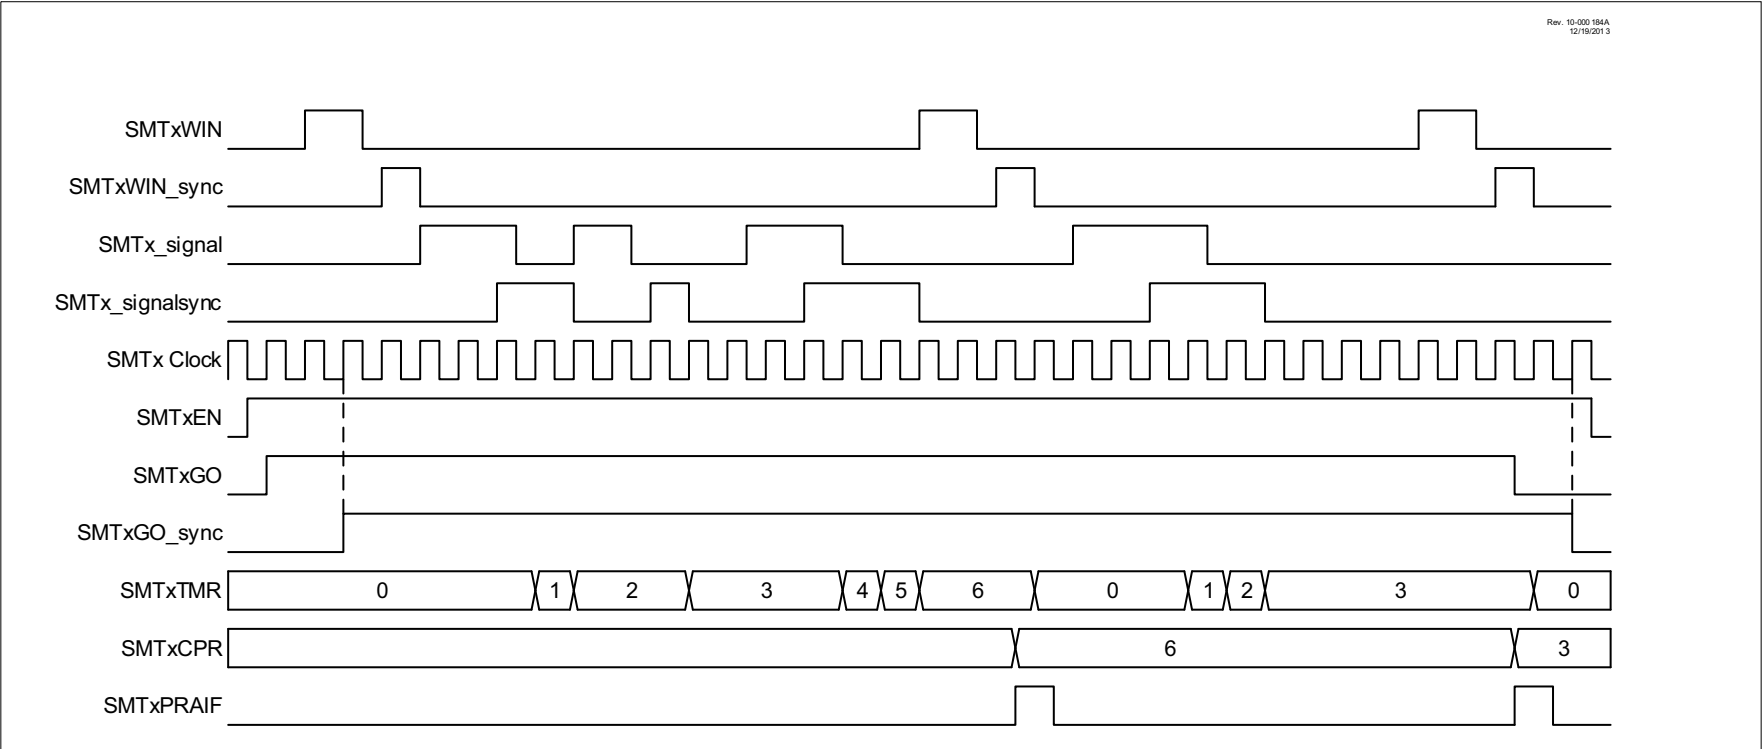 Rev. 10-000 184A
12/19/2013
SMTxWIN
SMTxWIN_sync
SMTx_signal
SMTx_signalsync
SMTx Clock
SMTxEN
SMTxGO
SMTxGO_sync
SMTxTMR 0 1 2 3 4 5 6 0 1 2 3 0
SMTxCPR 6 3
SMTxPRAIF